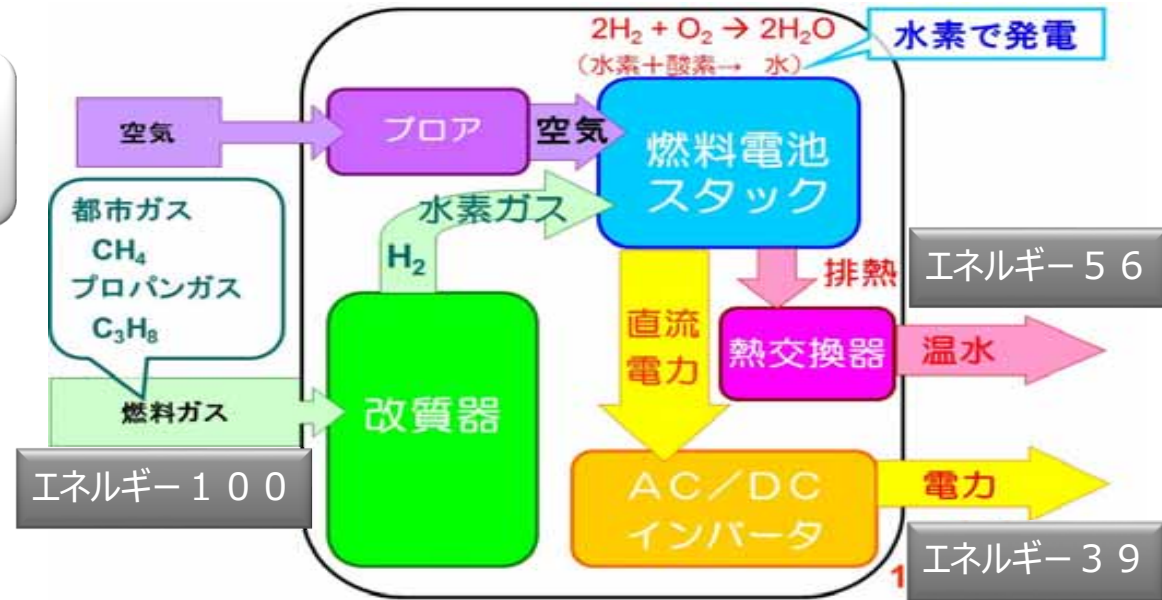 2H₂ + O₂ → 2H₂O
(水素＋酸素→ 水)
水素で発電
空気
ブロア
空気
燃料電池
スタック
都市ガス
CH₄
プロパンガス
C₃H₈
水素ガス
H₂
排熱
エネルギー５６
直流
電力
熱交換器
温水
燃料ガス
改質器
エネルギー１００
ＡＣ／ＤＣ
インバータ
電力
エネルギー３９
1